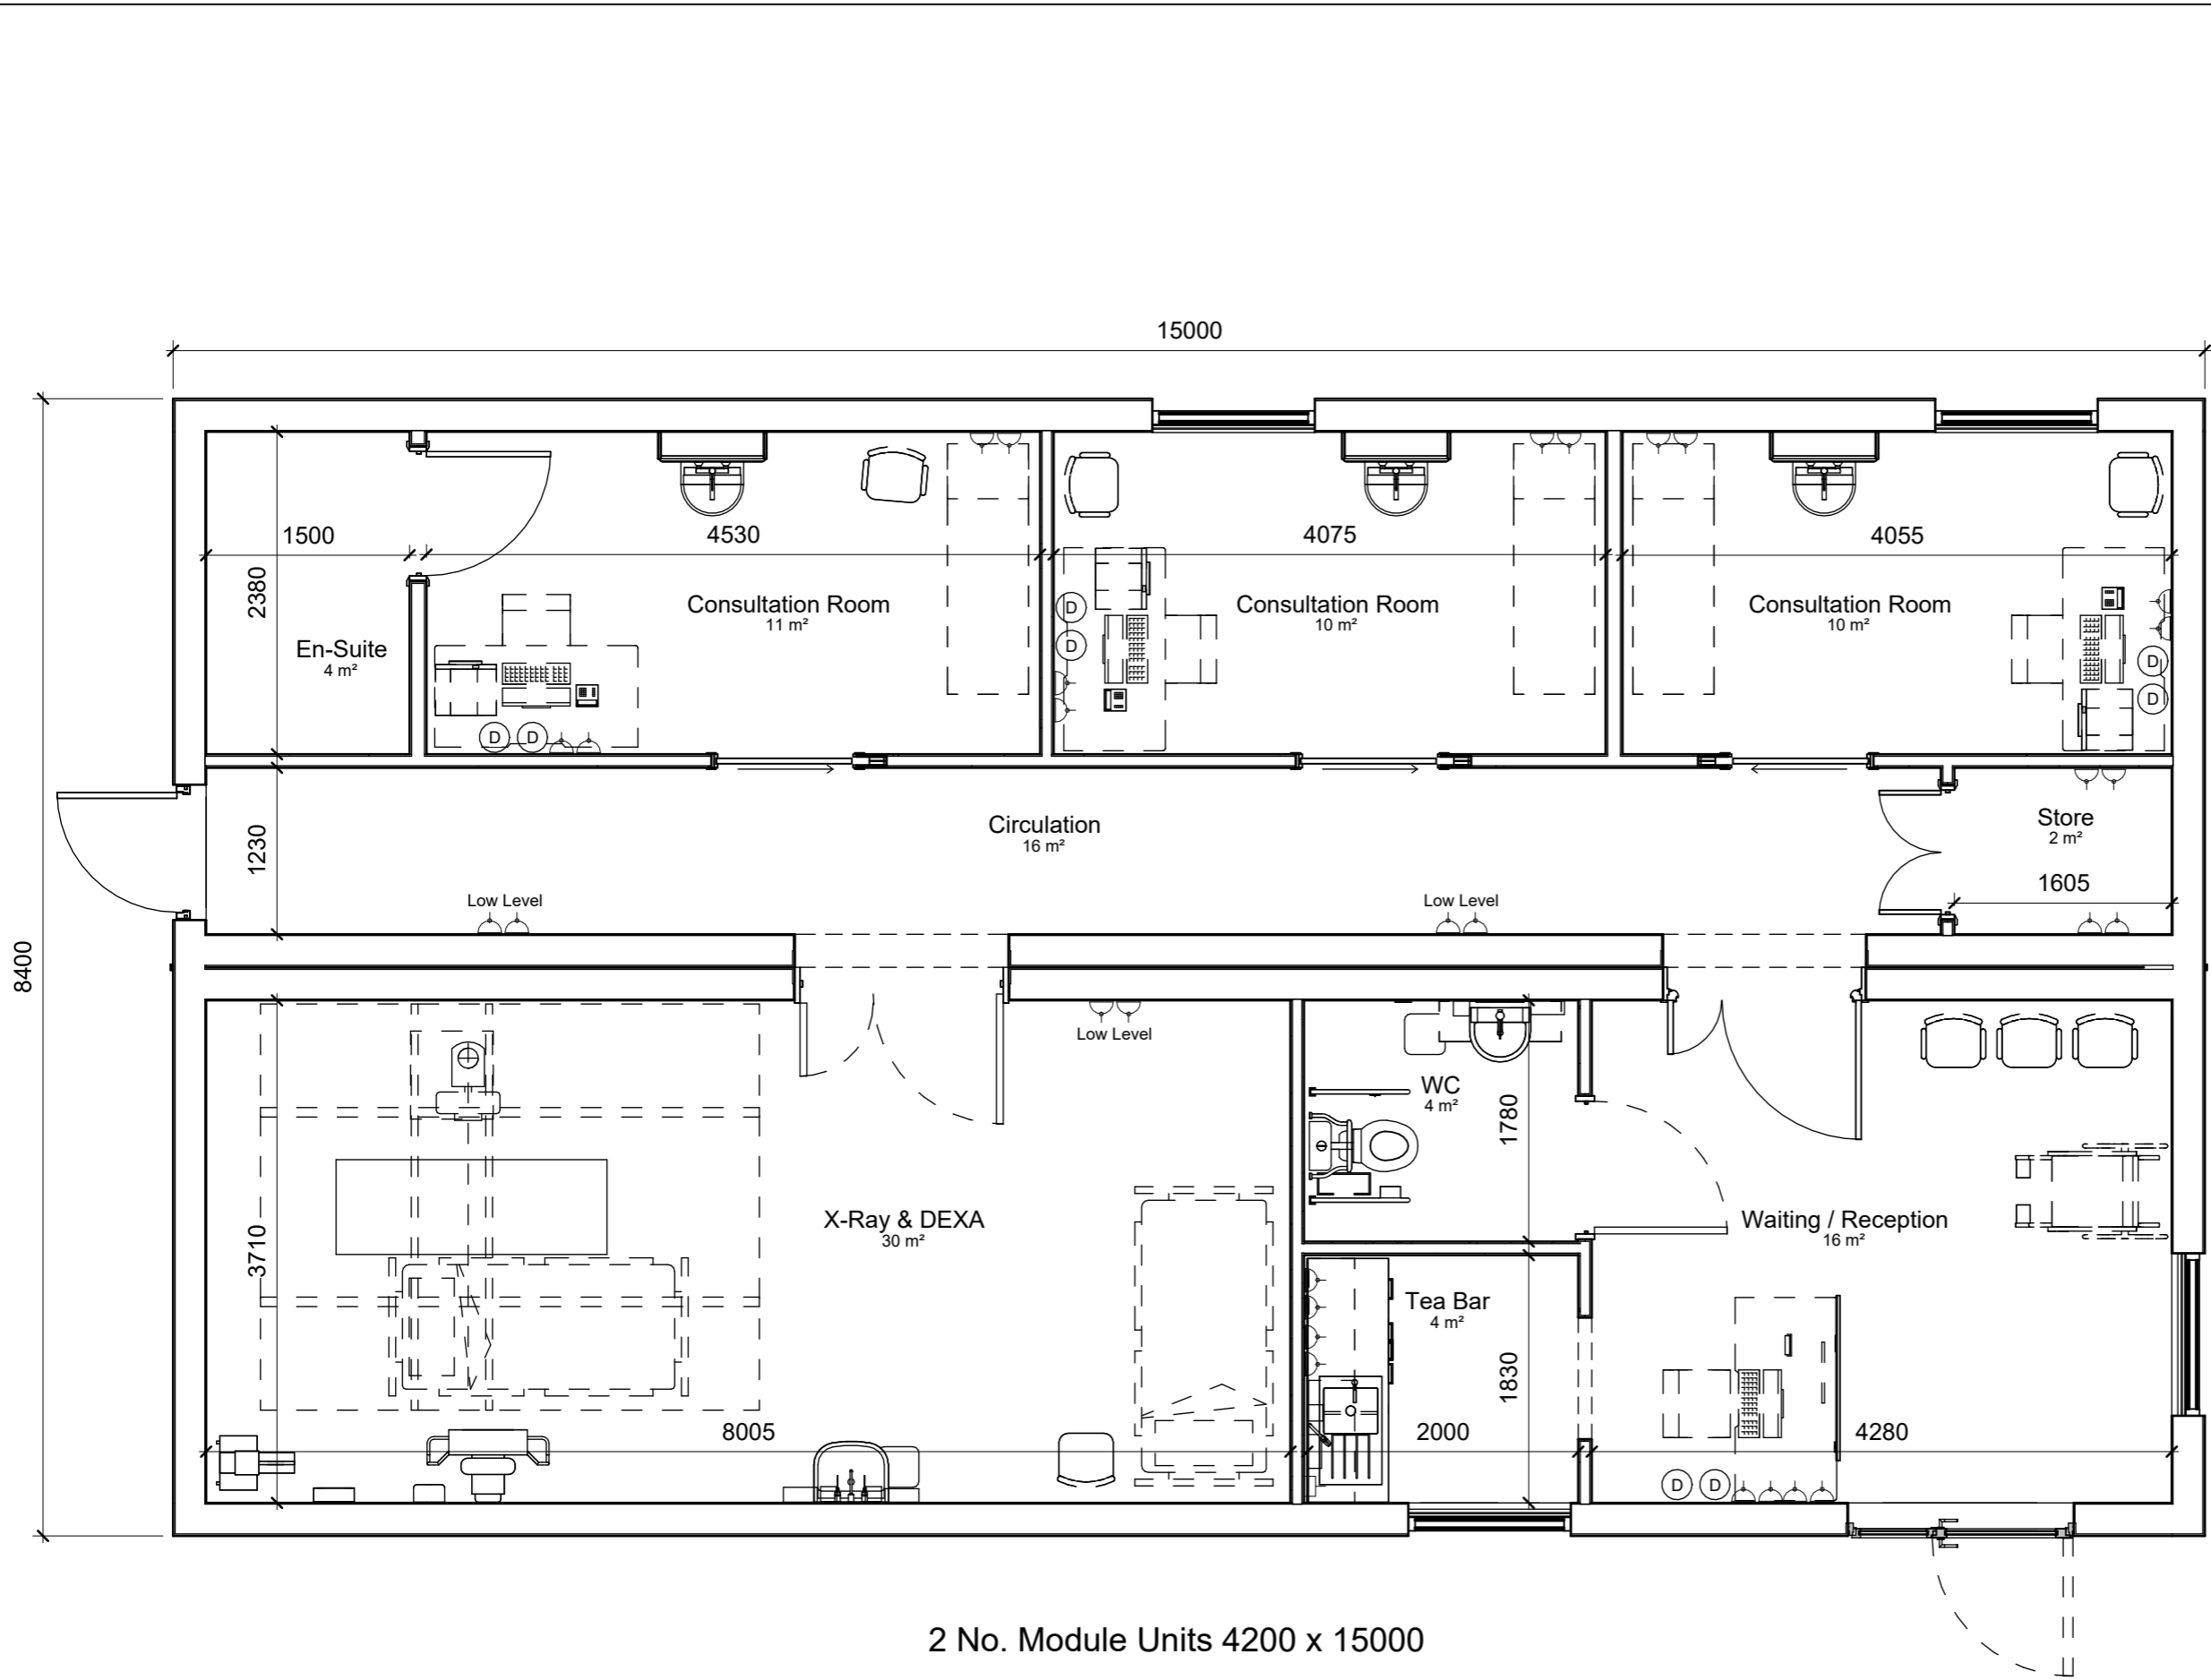 15000
1500
4530
4075
4055
2380
Consultation Room
11 m²
Consultation Room
10 m²
Consultation Room
10 m²
En-Suite
4 m²
D
D
D
D
D
D
1230
Circulation
16 m²
Store
2 m²
1605
Low Level
Low Level
8400
Low Level
WC
4 m²
1780
3710
X-Ray & DEXA
30 m²
Waiting / Reception
16 m²
Tea Bar
4 m²
1830
8005
2000
4280
D
D
2 No. Module Units 4200 x 15000